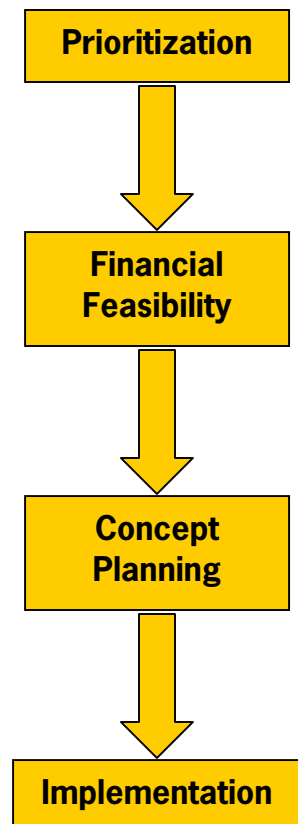 Prioritization
Financial
Feasibility
Concept
Planning
Implementation